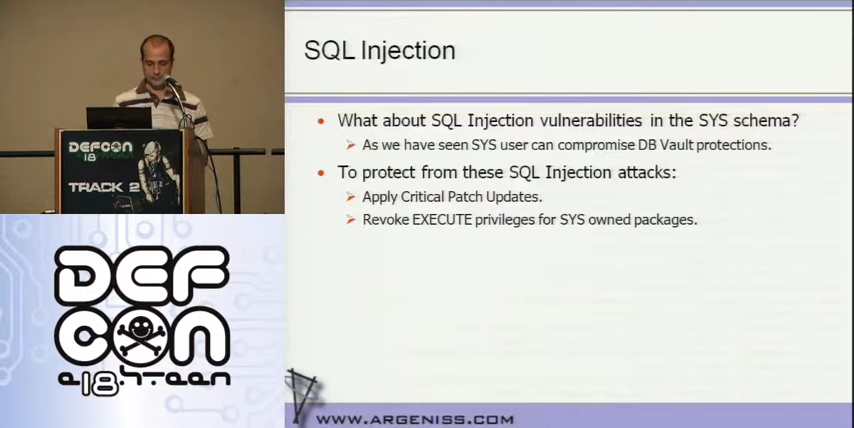 SQL Injection
What about SQL Injection vulnerabilities in the SYS schema?
As we have seen SYS user can compromise DB Vault protections.
To protect from these SQL Injection attacks:
Apply Critical Patch Updates.
Revoke EXECUTE privileges for SYS owned packages.
DEFCON
18
TRACK 2
DEF
CON
e18hteen
WWW.ARGENISS.COM